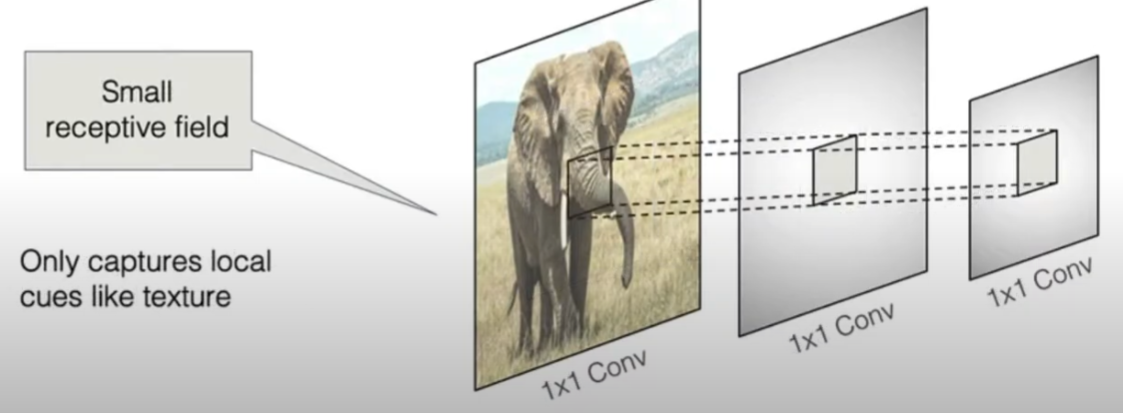 Small
receptive field
Only captures local
cues like texture
1x1 Conv
1x1 Conv
1x1 Conv